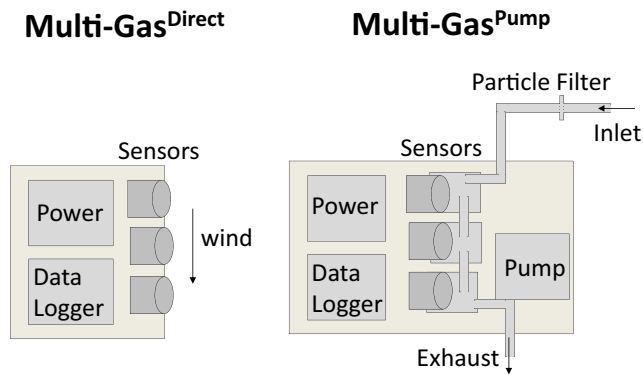 Multi-GasDirect
Sensors
Power
Data
Logger
wind
Multi-GasPump
Particle Filter
Inlet
Sensors
Power
Data
Logger
Pump
Exhaust